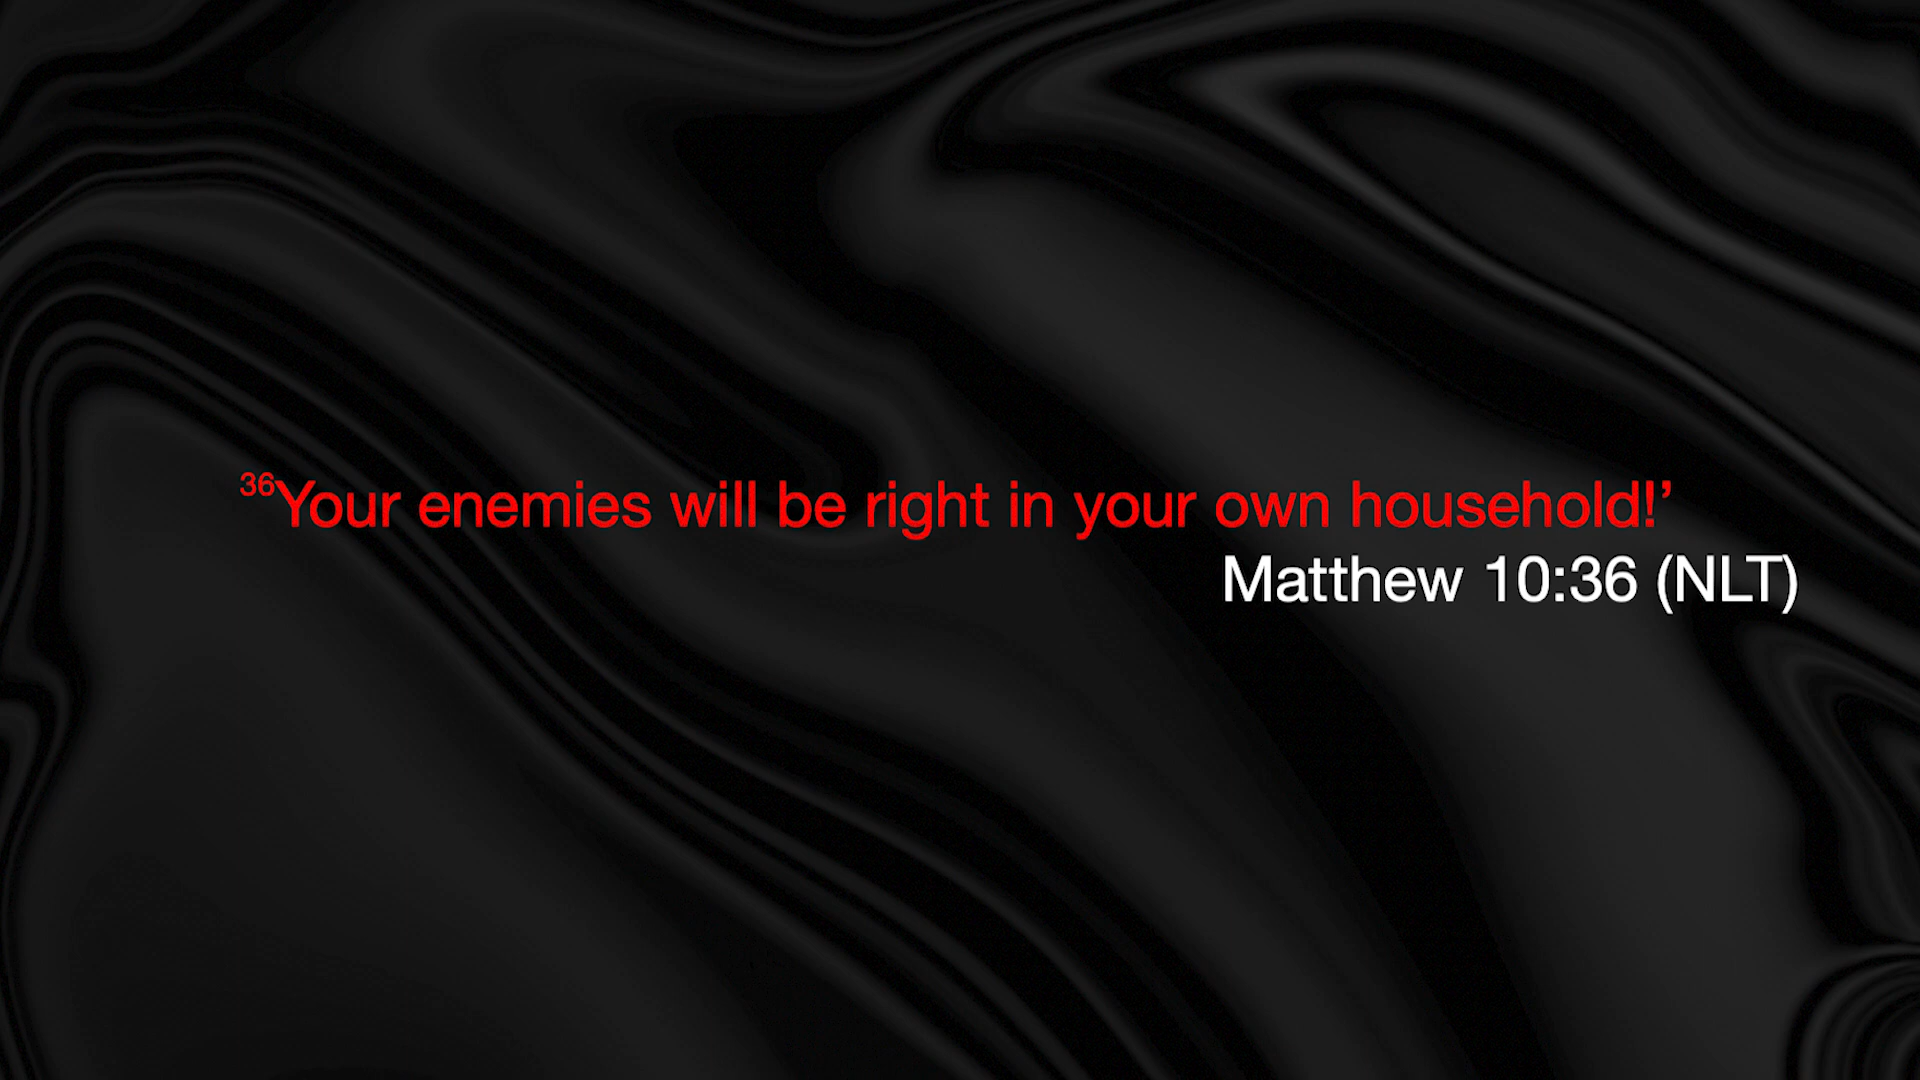 ³⁶Your enemies will be right in your own household!’
Matthew 10:36 (NLT)